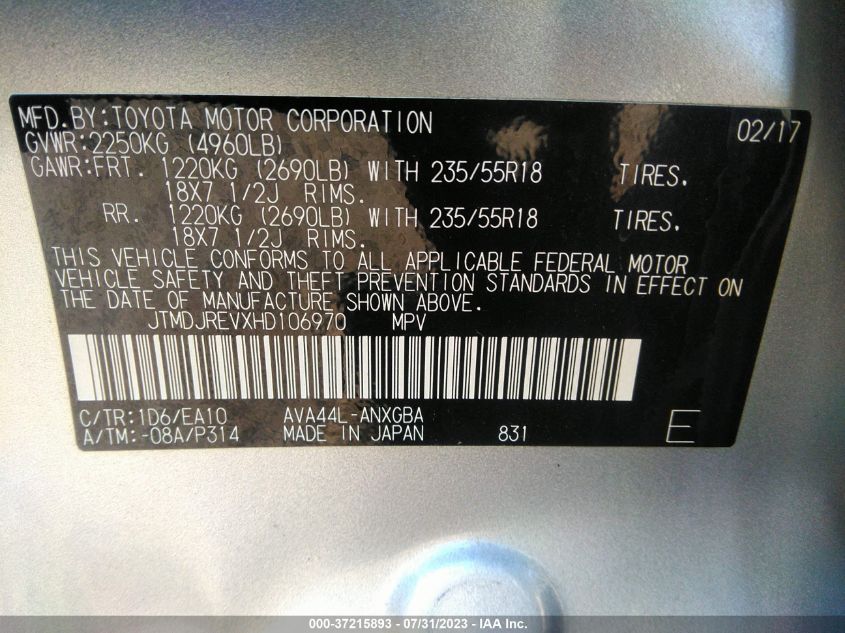 MFD.BY:TOYOTA MOTOR CORPORATION 02/17
GVWR:2250KG (4960LB)
GAWR:FRT. 1220KG (2690LB) WITH 235/55R18 TIRES.
18X7 1/2J RIMS.
RR. 1220KG (2690LB) WITH 235/55R18 TIRES.
18X7 1/2J RIMS.
THIS VEHICLE CONFORMS TO ALL APPLICABLE FEDERAL MOTOR
VEHICLE SAFETY AND THEFT PREVENTION STANDARDS IN EFFECT ON
THE DATE OF MANUFACTURE SHOWN ABOVE.
JTMDJREVXHD106970 MPV
C/TR:1D6/EA10 AVA44L-ANXGBA
A/TM:-08A/P314 MADE IN JAPAN 831 E
000-37215893 - 07/31/2023 - IAA Inc.